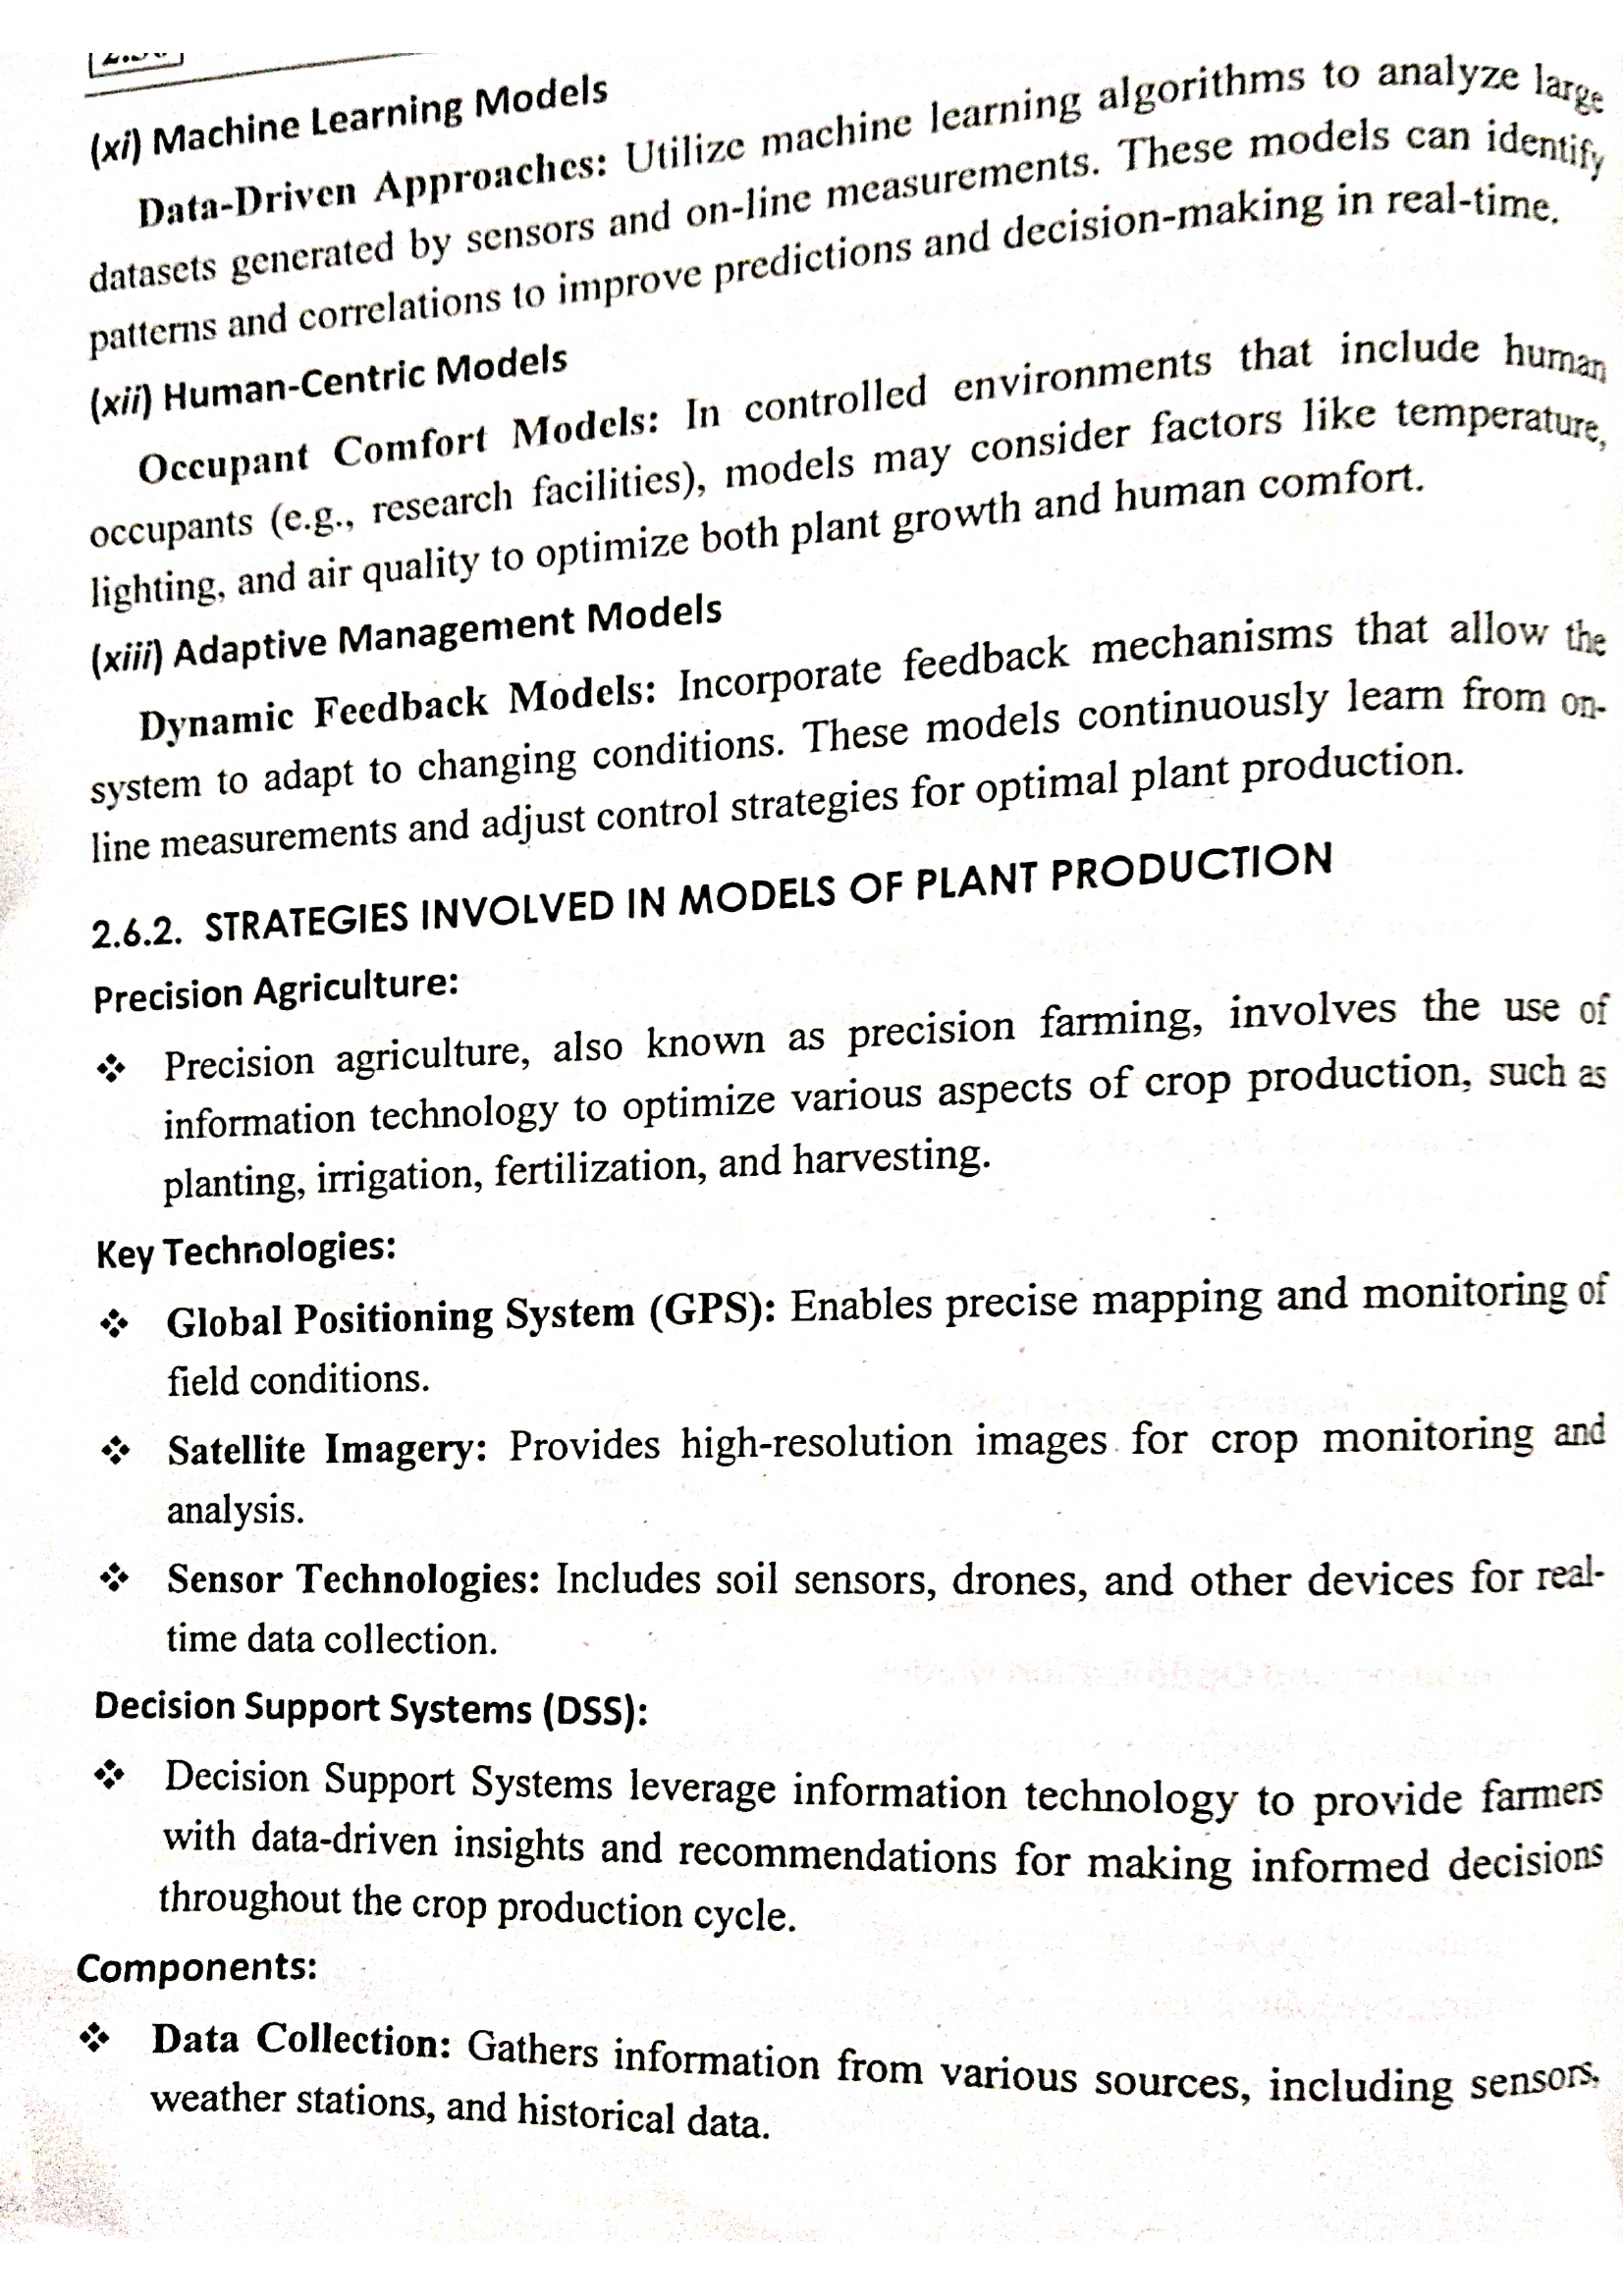 (xi) Machine Learning Models
Data-Driven Approaches: Utilize machine learning algorithms to analyze large
datasets generated by sensors and on-line measurements. These models can identify
patterns and correlations to improve predictions and decision-making in real-time.
(xii) Human-Centric Models
Occupant Comfort Models: In controlled environments that include human
occupants (e.g., research facilities), models may consider factors like temperature,
lighting, and air quality to optimize both plant growth and human comfort.
(xiii) Adaptive Management Models
Dynamic Feedback Models: Incorporate feedback mechanisms that allow the
system to adapt to changing conditions. These models continuously learn from on-
line measurements and adjust control strategies for optimal plant production.
2.6.2. STRATEGIES INVOLVED IN MODELS OF PLANT PRODUCTION
Precision Agriculture:
❖ Precision agriculture, also known as precision farming, involves the use of
information technology to optimize various aspects of crop production, such as
planting, irrigation, fertilization, and harvesting.
Key Technologies:
❖ Global Positioning System (GPS): Enables precise mapping and monitoring of
field conditions.
❖ Satellite Imagery: Provides high-resolution images for crop monitoring and
analysis.
❖ Sensor Technologies: Includes soil sensors, drones, and other devices for real-
time data collection.
Decision Support Systems (DSS):
❖ Decision Support Systems leverage information technology to provide farmers
with data-driven insights and recommendations for making informed decisions
throughout the crop production cycle.
Components:
❖ Data Collection: Gathers information from various sources, including sensors,
weather stations, and historical data.